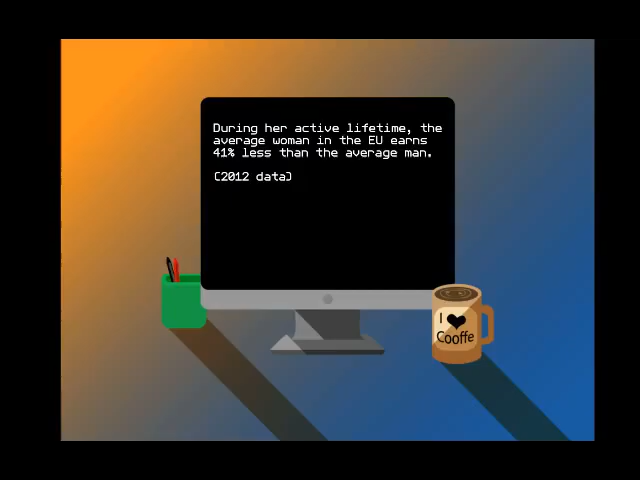 During her active lifetime, the
average woman in the EU earns
41% less than the average man.
(2012 data)
I ♥
Cooffe